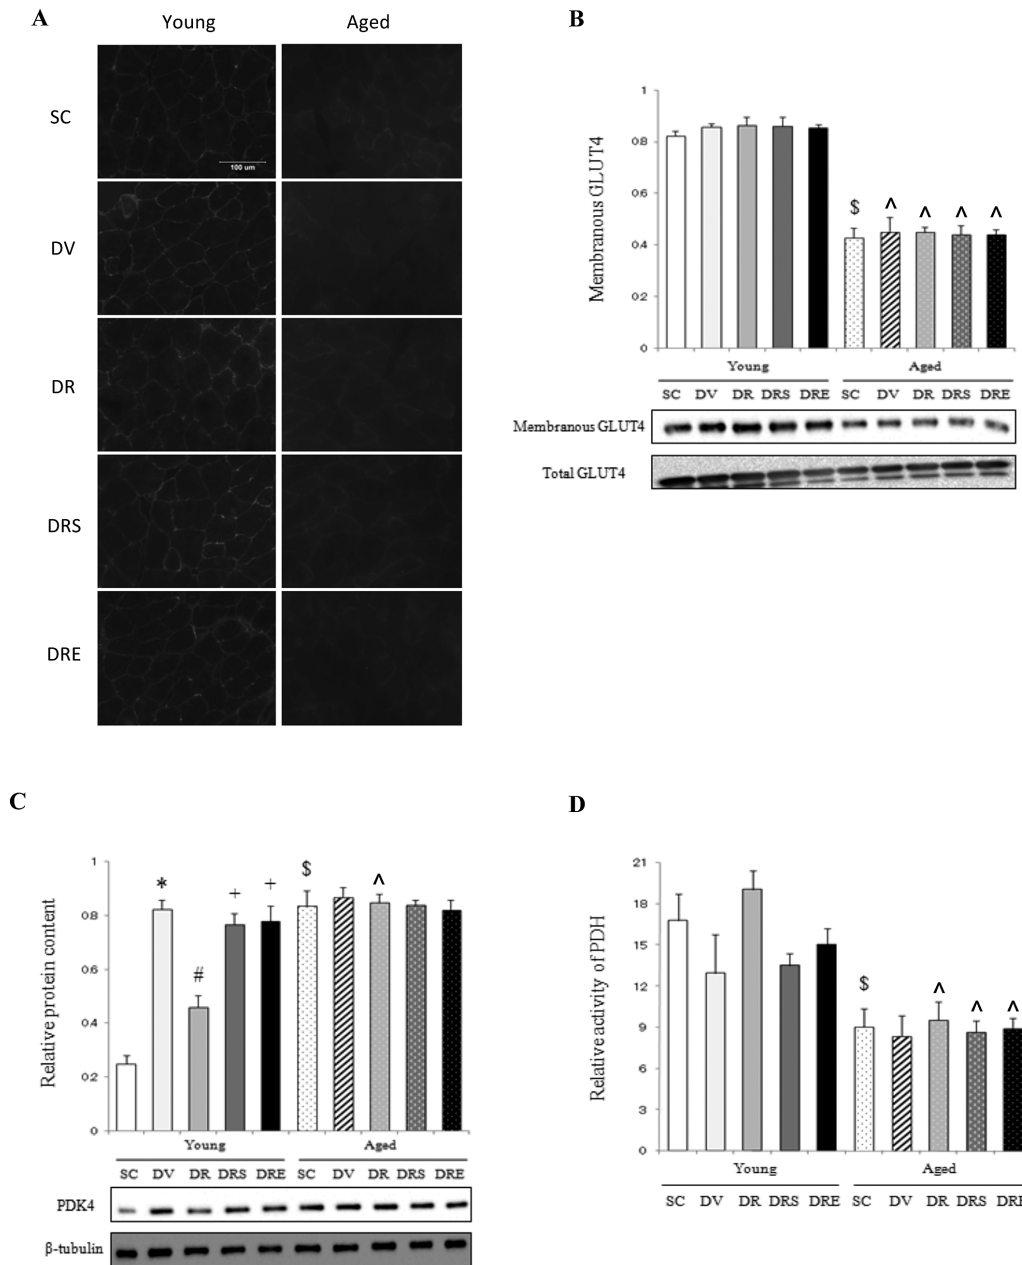 A
Young
Aged
SC
100 um
DV
DR
DRS
DRE
B
Membranous GLUT4
1
0.8
0.6
0.4
0.2
0
$
^
^
^
^
Young
Aged
SC DV DR DRS DRE SC DV DR DRS DRE
Membranous GLUT4
Total GLUT4
C
Relative protein content
1
0.8
0.6
0.4
0.2
0
*
#
+
+
$
^
Young
Aged
SC DV DR DRS DRE SC DV DR DRS DRE
PDK4
β-tubulin
D
Relative activity of PDH
21
18
15
12
9
6
3
0
$
^
^
^
Young
Aged
SC DV DR DRS DRE SC DV DR DRS DRE